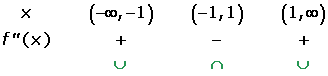 x (-∞,-1) (-1,1) (1,∞)
f"(x) + - +
∪ ∩ ∪